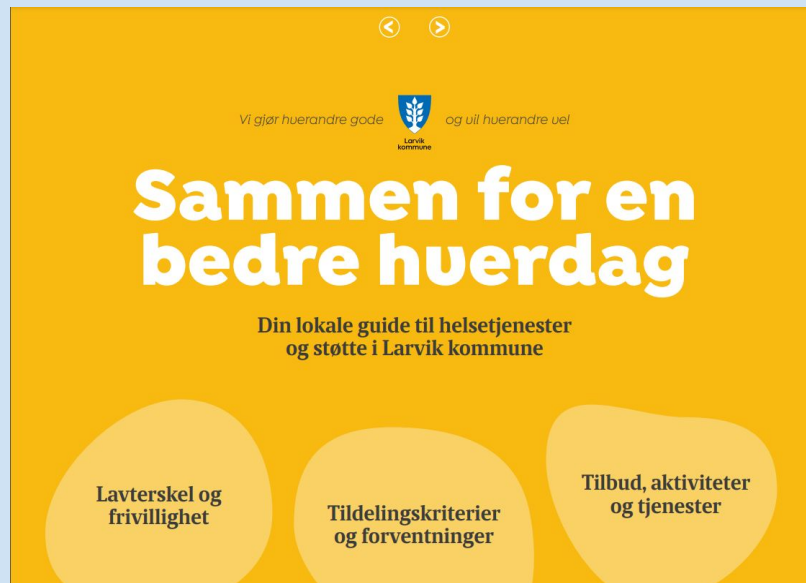 Vi gjør hverandre gode og vil hverandre vel
Larvik
kommune
Sammen for en
bedre hverdag
Din lokale guide til helsetjenester
og støtte i Larvik kommune
Lavterskel og
frivillighet
Tildelingskriterier
og forventninger
Tilbud, aktiviteter
og tjenester